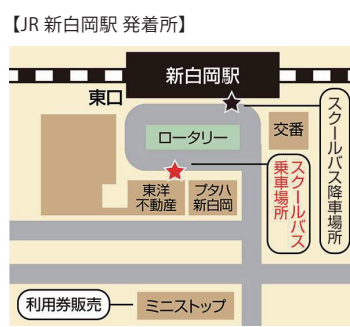 【JR 新白岡駅 発着所】
新白岡駅
東口
ロータリー
交番
スクールバス降車場所
スクールバス
乗車場所
東洋
不動産
プタハ
新白岡
利用券販売
ミニストップ